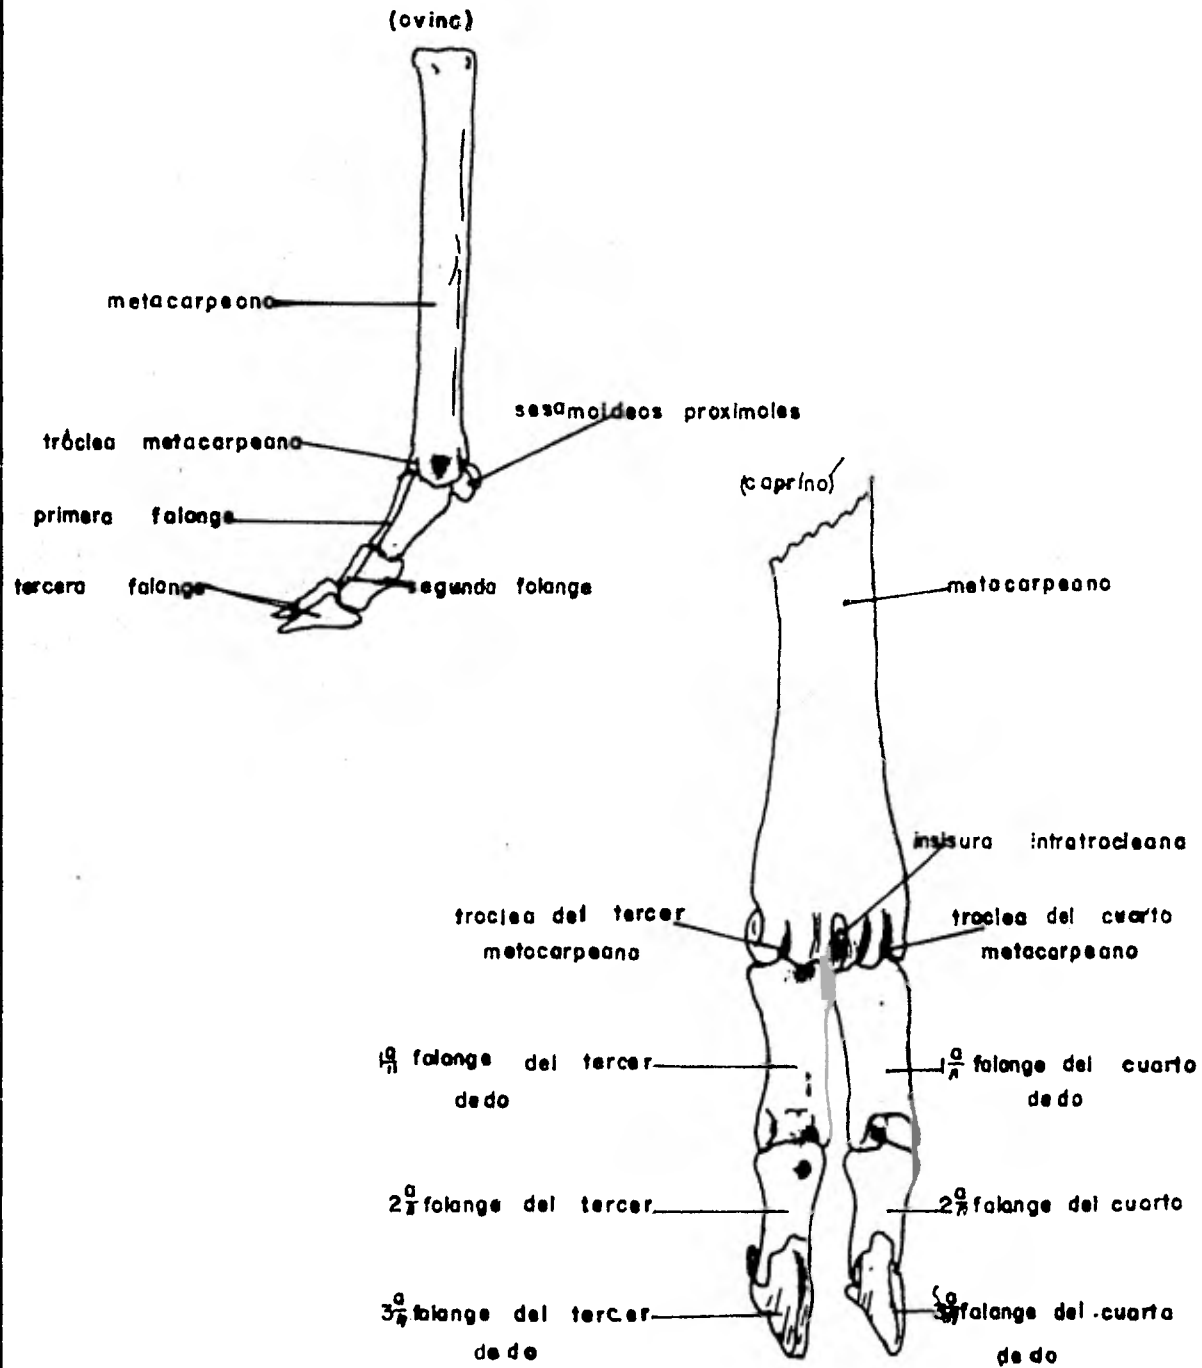 (ovino)
metacarpeano
sesamoideos proximales
tróclea metacarpeano
primera falange
tercera falange
segunda falange
(caprino)
metacarpeano
insisura intratrocleana
troclea del tercer
metacarpeano
troclea del cuarto
metacarpeano
1ª falange del tercer
dedo
1ª falange del cuarto
dedo
2ª falange del tercer
2ª falange del cuarto
3ª falange del tercer
dedo
3ª falange del cuarta
dedo